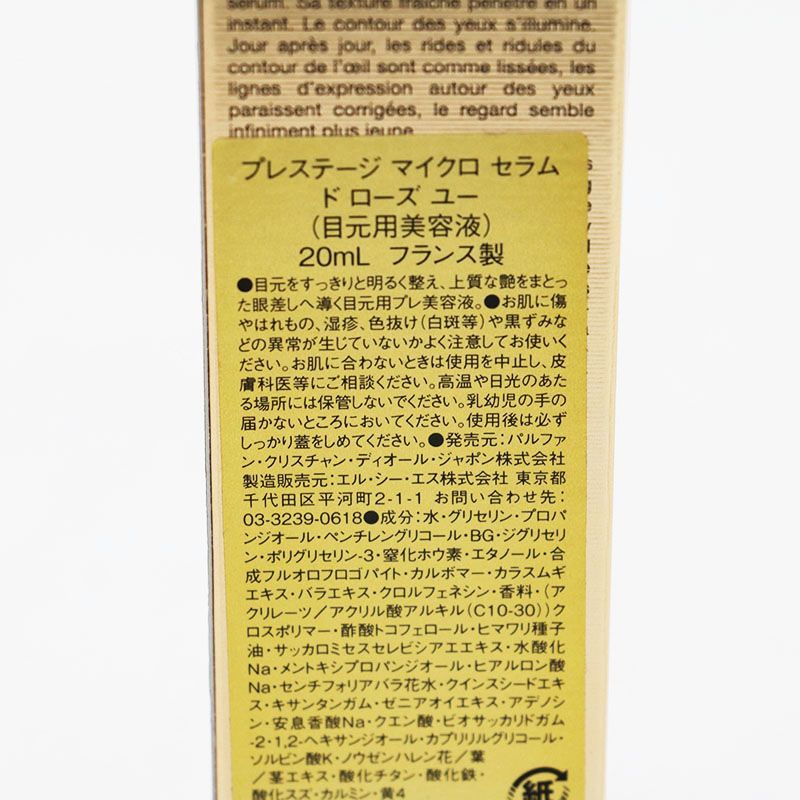 sérum. Sa texture fraîche pénètre en un
instant. Le contour des yeux s'illumine.
Jour après jour, les rides et ridules du
contour de l'œil sont comme lissées, les
lignes d'expression autour des yeux
paraissent corrigées, le regard semble
infiniment plus jeune.
プレステージ マイクロ セラム
ド ローズ ユー
(目元用美容液)
20mL フランス製
●目元をすっきりと明るく整え、上質な艶をまとっ
た眼差しへ導く目元用プレ美容液。●お肌に傷
やはれもの、湿疹、色抜け(白斑等)や黒ずみな
どの異常が生じていないかよく注意してお使いく
ださい。お肌に合わないときは使用を中止し、皮
膚科医等にご相談ください。高温や日光のあた
る場所には保管しないでください。乳幼児の手の
届かないところにおいてください。使用後は必ず
しっかり蓋をしめてください。●発売元:パルファ
ン・クリスチャン・ディオール・ジャポン株式会社
製造販売元:エル・シー・エス株式会社 東京都
千代田区平河町2-1-1 お問い合わせ先:
03-3239-0618●成分:水・グリセリン・プロパ
ンジオール・ペンチレングリコール・BG・ジグリセリ
ン・ポリグリセリン-3・窒化ホウ素・エタノール・合
成フルオロフロゴパイト・カルボマー・カラスムギ
エキス・バラエキス・クロルフェネシン・香料・(ア
クリレーツ/アクリル酸アルキル(C10-30))ク
ロスポリマー・酢酸トコフェロール・ヒマワリ種子
油・サッカロミセスセレビシアエエキス・水酸化
Na・メントキシプロパンジオール・ヒアルロン酸
Na・センチフォリアバラ花水・クインスシードエキ
ス・キサンタンガム・ゼニアオイエキス・アデノシ
ン・安息香酸Na・クエン酸・ビオサッカリドガム
-2・1,2-ヘキサンジオール・カプリリルグリコール・
ソルビン酸K・ノウゼンハレン花/葉
/茎エキス・酸化チタン・酸化鉄・
酸化スズ・カルミン・黄4
紙